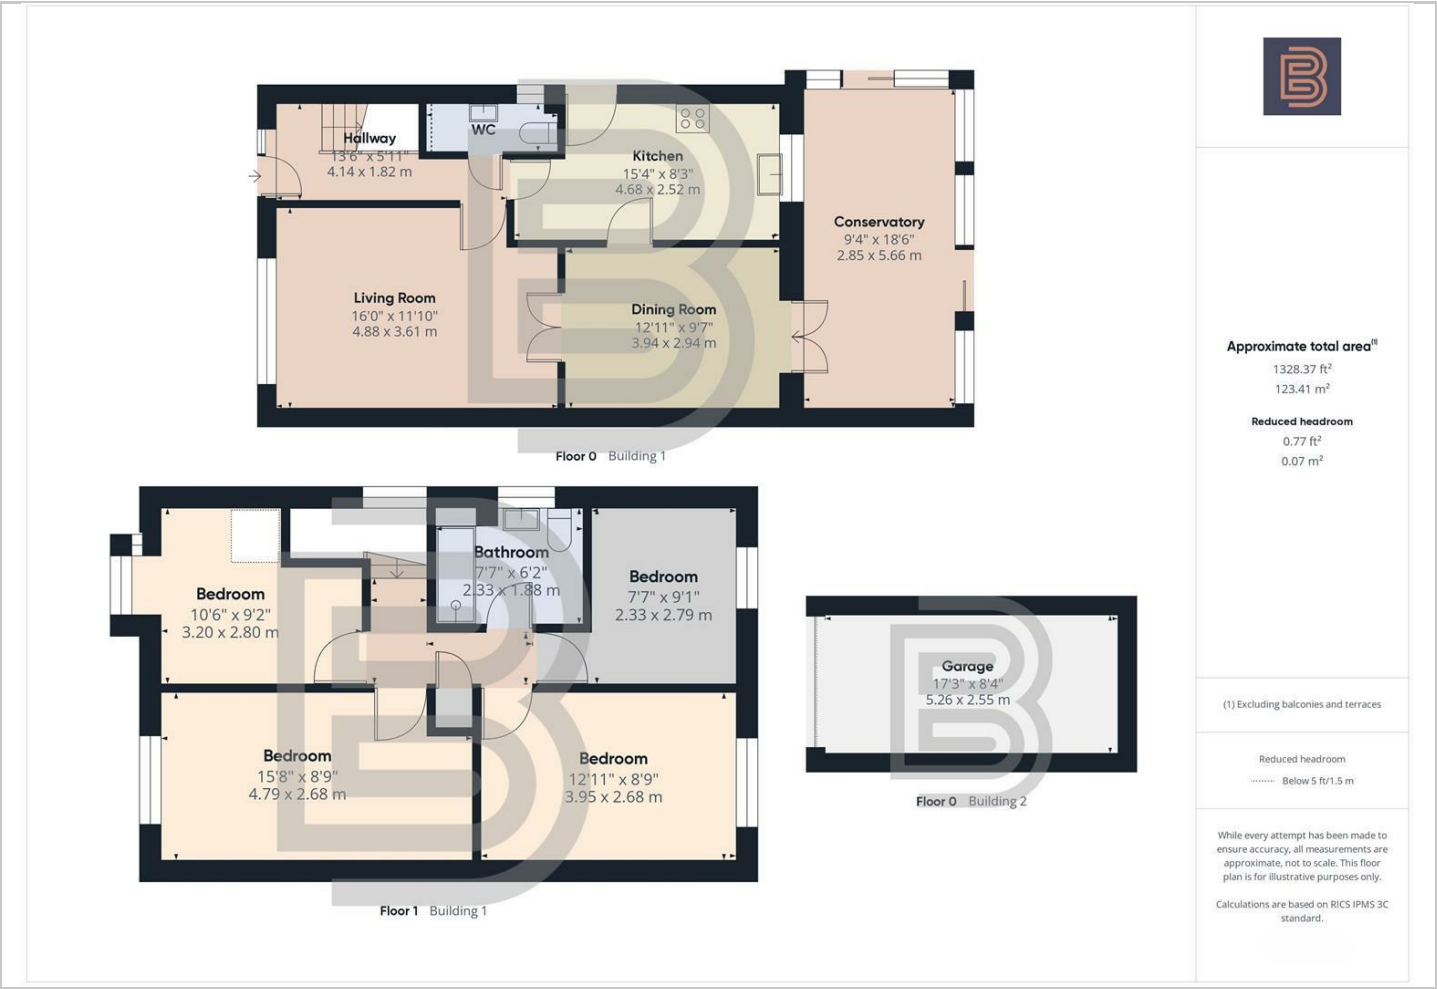 Hallway
13'6" x 5'11"
4.14 x 1.82 m
WC
Kitchen
15'4" x 8'3"
4.68 x 2.52 m
Conservatory
9'4" x 18'6"
2.85 x 5.66 m
Living Room
16'0" x 11'10"
4.88 x 3.61 m
Dining Room
12'11" x 9'7"
3.94 x 2.94 m
Floor 0 Building 1
Bedroom
10'6" x 9'2"
3.20 x 2.80 m
Bathroom
7'7" x 6'2"
2.33 x 1.88 m
Bedroom
7'7" x 9'1"
2.33 x 2.79 m
Bedroom
15'8" x 8'9"
4.79 x 2.68 m
Bedroom
12'11" x 8'9"
3.95 x 2.68 m
Floor 1 Building 1
Garage
17'3" x 8'4"
5.26 x 2.55 m
Floor 0 Building 2
B
Approximate total area(1)
1328.37 ft²
123.41 m²
Reduced headroom
0.77 ft²
0.07 m²
(1) Excluding balconies and terraces
Reduced headroom
Below 5 ft/1.5 m
While every attempt has been made to
ensure accuracy, all measurements are
approximate, not to scale. This floor
plan is for illustrative purposes only.
Calculations are based on RICS IPMS 3C
standard.